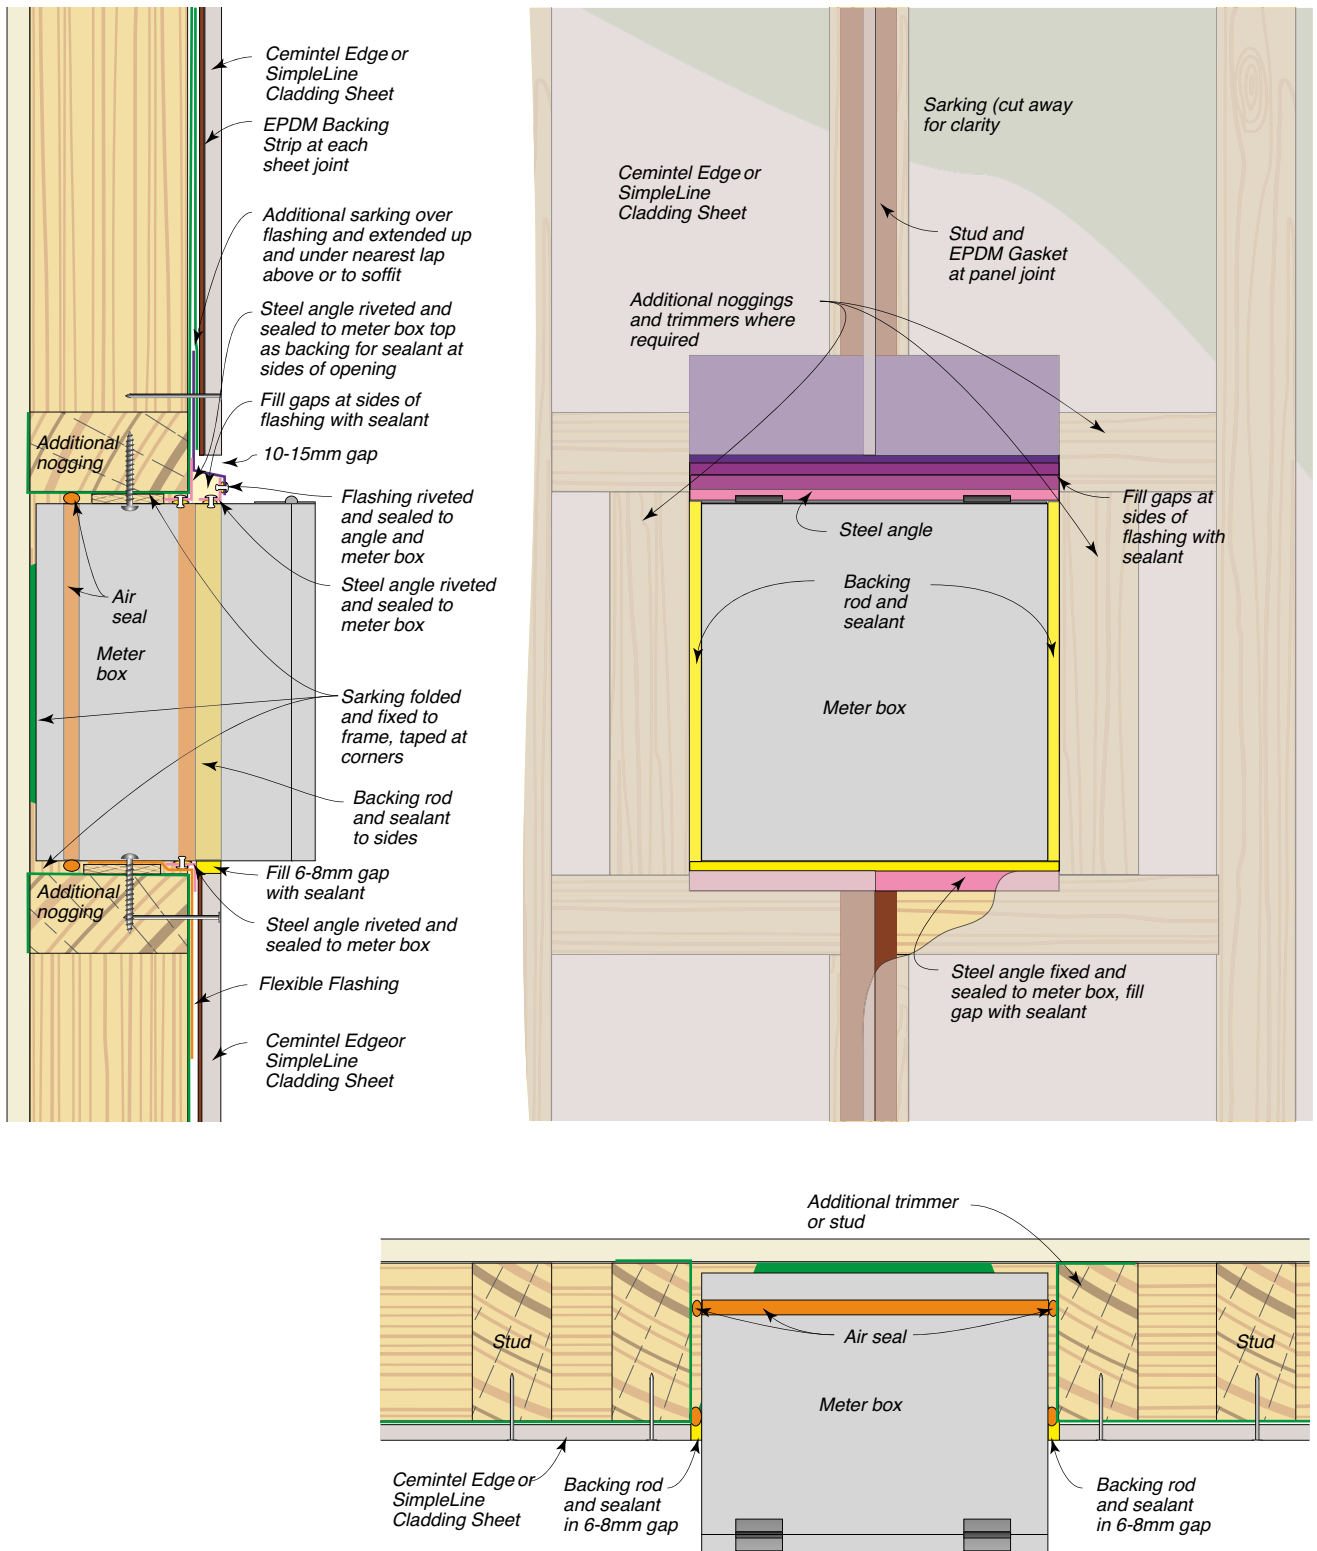 Cemintel Edge or
SimpleLine
Cladding Sheet
EPDM Backing
Strip at each
sheet joint
Additional sarking over
flashing and extended up
and under nearest lap
above or to soffit
Steel angle riveted and
sealed to meter box top
as backing for sealant at
sides of opening
Fill gaps at sides of
flashing with sealant
10-15mm gap
Additional
nogging
Flashing riveted
and sealed to
angle and
meter box
Steel angle riveted
and sealed to
meter box
Air
seal
Meter
box
Sarking folded
and fixed to
frame, taped at
corners
Backing rod
and sealant
to sides
Fill 6-8mm gap
with sealant
Additional
nogging
Steel angle riveted and
sealed to meter box
Flexible Flashing
Cemintel Edgeor
SimpleLine
Cladding Sheet
Sarking (cut away
for clarity
Cemintel Edge or
SimpleLine
Cladding Sheet
Stud and
EPDM Gasket
at panel joint
Additional noggings
and trimmers where
required
Fill gaps at
sides of
flashing with
sealant
Steel angle
Backing
rod and
sealant
Meter box
Steel angle fixed and
sealed to meter box, fill
gap with sealant
Additional trimmer
or stud
Stud
Air seal
Stud
Meter box
Cemintel Edge or
SimpleLine
Cladding Sheet
Backing rod
and sealant
in 6-8mm gap
Backing rod
and sealant
in 6-8mm gap